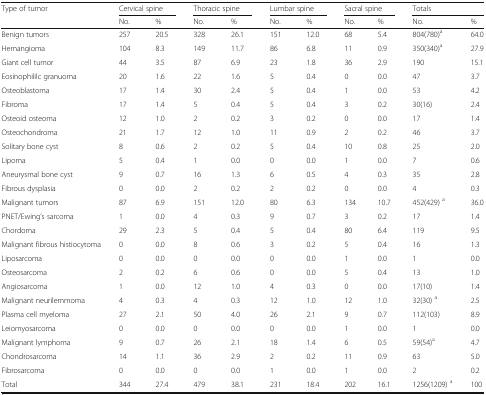 Type of tumor Cervical spine Thoracic spine Lumbar spine Sacral spine Totals
No. % No. % No. % No. % No. %
Benign tumors 257 20.5 328 26.1 151 12.0 68 5.4 804(780)a 64.0
Hemangioma 104 8.3 149 11.7 86 6.8 11 0.9 350(340)a 27.9
Giant cell tumor 44 3.5 87 6.9 23 1.8 36 2.9 190 15.1
Eosinophililc granuoma 20 1.6 22 1.6 5 0.4 0 0.0 47 3.7
Osteoblastoma 17 1.4 30 2.4 5 0.4 1 0.0 53 4.2
Fibroma 17 1.4 5 0.4 5 0.4 3 0.2 30(16) 2.4
Osteoid osteoma 12 1.0 2 0.2 3 0.2 0 0.0 17 1.4
Osteochondroma 21 1.7 12 1.0 11 0.9 2 0.2 46 3.7
Solitary bone cyst 8 0.6 2 0.2 5 0.4 10 0.8 25 2.0
Lipoma 5 0.4 1 0.0 0 0.0 1 0.0 7 0.6
Aneurysmal bone cyst 9 0.7 16 1.3 6 0.5 4 0.3 35 2.8
Fibrous dysplasia 0 0.0 2 0.2 2 0.2 0 0.0 4 0.3
Malignant tumors 87 6.9 151 12.0 80 6.3 134 10.7 452(429) a 36.0
PNET/Ewing's sarcoma 1 0.0 4 0.3 9 0.7 3 0.2 17 1.4
Chordoma 29 2.3 5 0.4 5 0.4 80 6.4 119 9.5
Malignant fibrous histiocytoma 0 0.0 8 0.6 3 0.2 5 0.4 16 1.3
Liposarcoma 0 0.0 0 0.0 0 0.0 1 0.0 1 0.0
Osteosarcoma 2 0.2 6 0.6 0 0.0 5 0.4 13 1.0
Angiosarcoma 1 0.0 12 1.0 4 0.3 0 0.0 17(10) 1.4
Malignant neurilemmoma 4 0.3 4 0.3 12 1.0 12 1.0 32(30) a 2.5
Plasma cell myeloma 27 2.1 50 4.0 26 2.1 9 0.7 112(103) 8.9
Leiomyosarcoma 0 0.0 0 0.0 0 0.0 1 0.0 1 0.0
Malignant lymphoma 9 0.7 26 2.1 18 1.4 6 0.5 59(54)a 4.7
Chondrosarcoma 14 1.1 36 2.9 2 0.2 11 0.9 63 5.0
Fibrosarcoma 0 0.0 0 0.0 1 0.0 1 0.0 2 0.2
Total 344 27.4 479 38.1 231 18.4 202 16.1 1256(1209) a 100